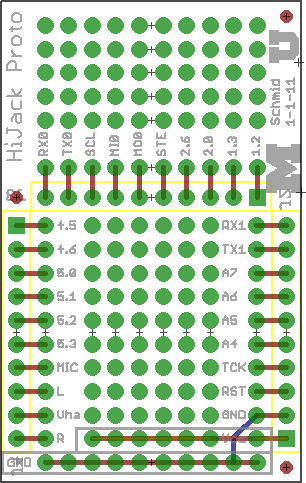 HiJack Proto
Schmid
1-1-11
U
M
RX0
TX0
SCL
MI0
MO0
STE
2.6
2.0
1.3
1.2
4.5
RX1
4.6
TX1
5.0
A7
5.1
A6
5.2
A5
5.3
A4
MIC
TCK
L
RST
Vha
GND
R
GND